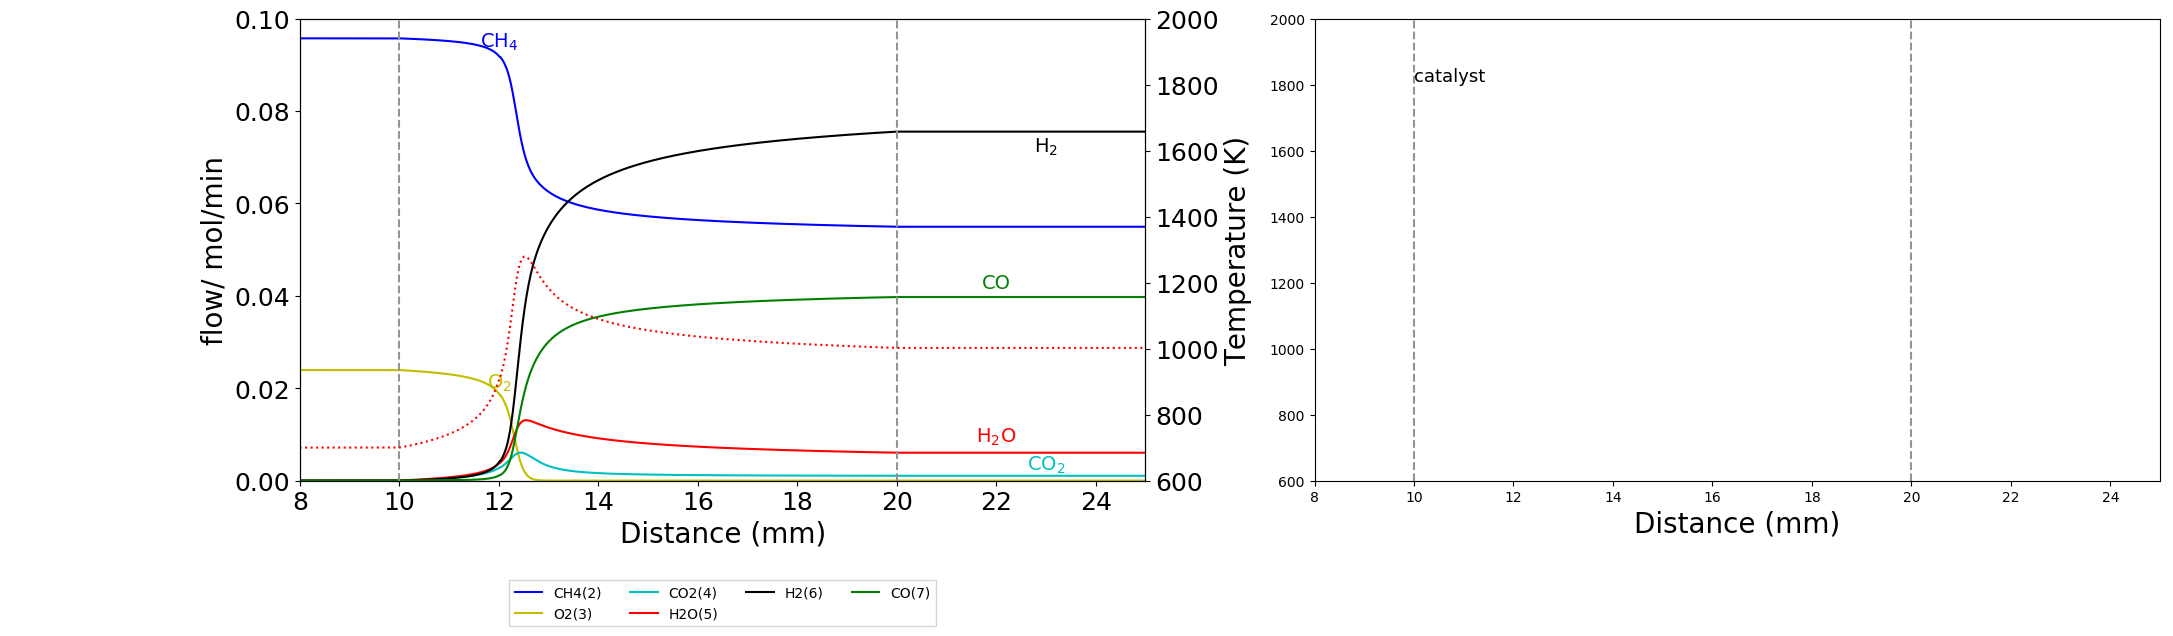 0.10
0.08
0.06
0.04
0.02
0.00
flow/ mol/min
CH₄
H₂
CO
O₂
H₂O
CO₂
8 10 12 14 16 18 20 22 24
Distance (mm)
2000
1800
1600
1400
1200
1000
800
600
Temperature (K)
CH4(2) CO2(4) H2(6) CO(7)
O2(3) H2O(5)
2000
1800
1600
1400
1200
1000
800
600
catalyst
8 10 12 14 16 18 20 22 24
Distance (mm)